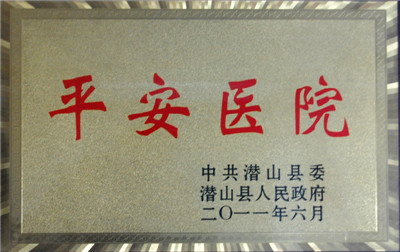 平安医院
中共潜山县委
潜山县人民政府
二〇一一年六月